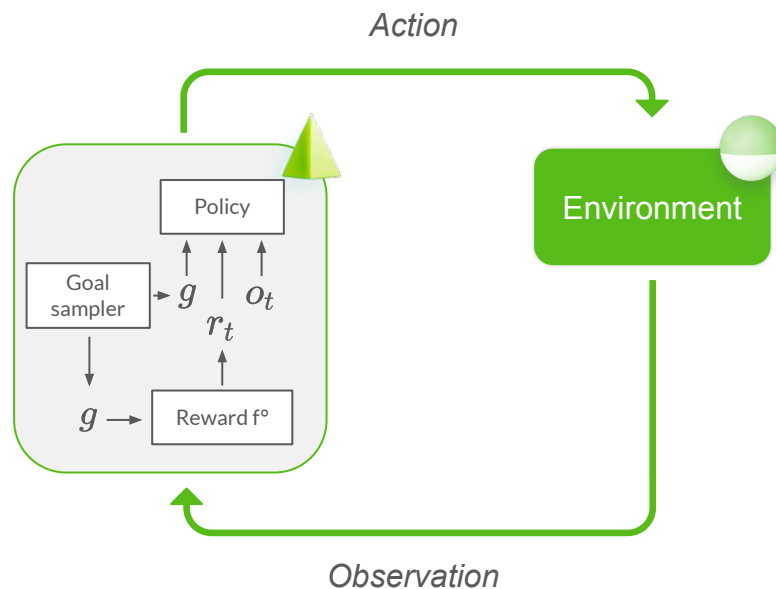 Action
Policy
Environment
Goal
sampler
g
o_t
r_t
g
Reward f°
Observation